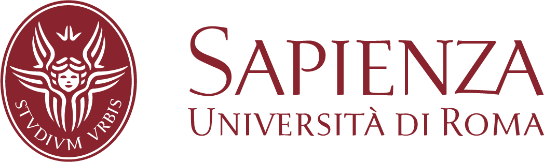 STVDIVM VRBIS
SAPIENZA
UNIVERSITÀ DI ROMA